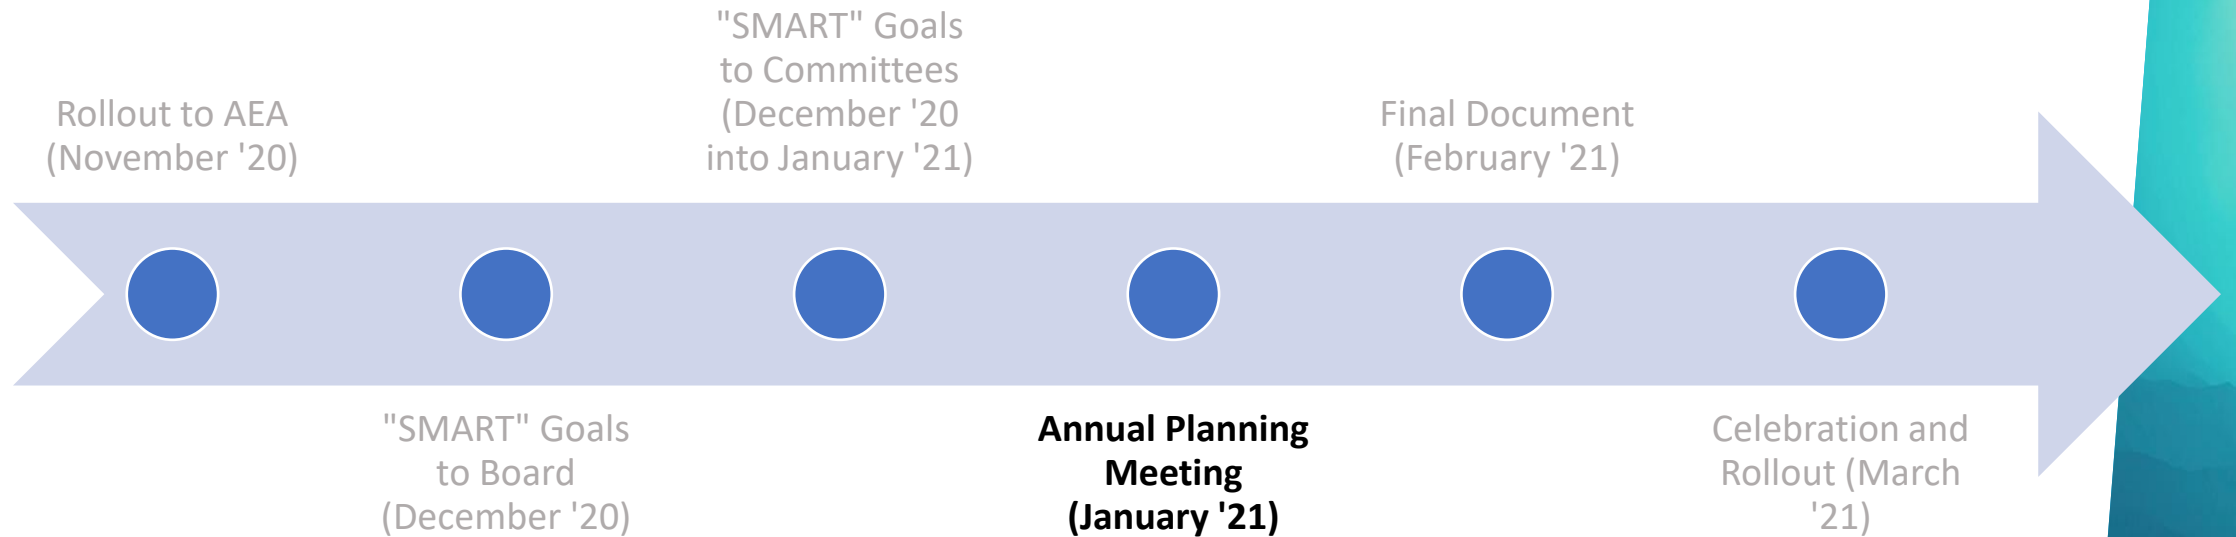 Rollout to AEA
(November '20)
"SMART" Goals
to Board
(December '20)
"SMART" Goals
to Committees
(December '20
into January '21)
Annual Planning
Meeting
(January '21)
Final Document
(February '21)
Celebration and
Rollout (March
'21)